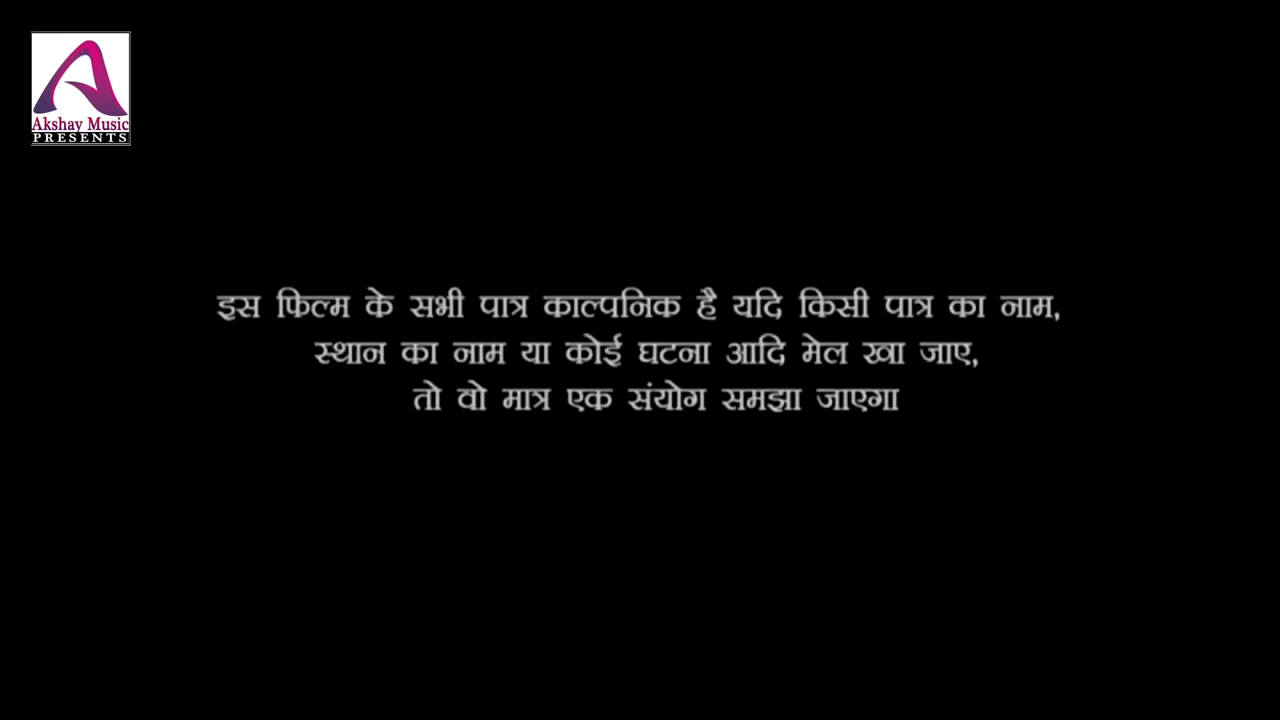 Akshay Music
PRESENTS
इस फिल्म के सभी पात्र काल्पनिक है यदि किसी पात्र का नाम,
स्थान का नाम या कोई घटना आदि मेल खा जाए,
तो वो मात्र एक संयोग समझा जाएगा